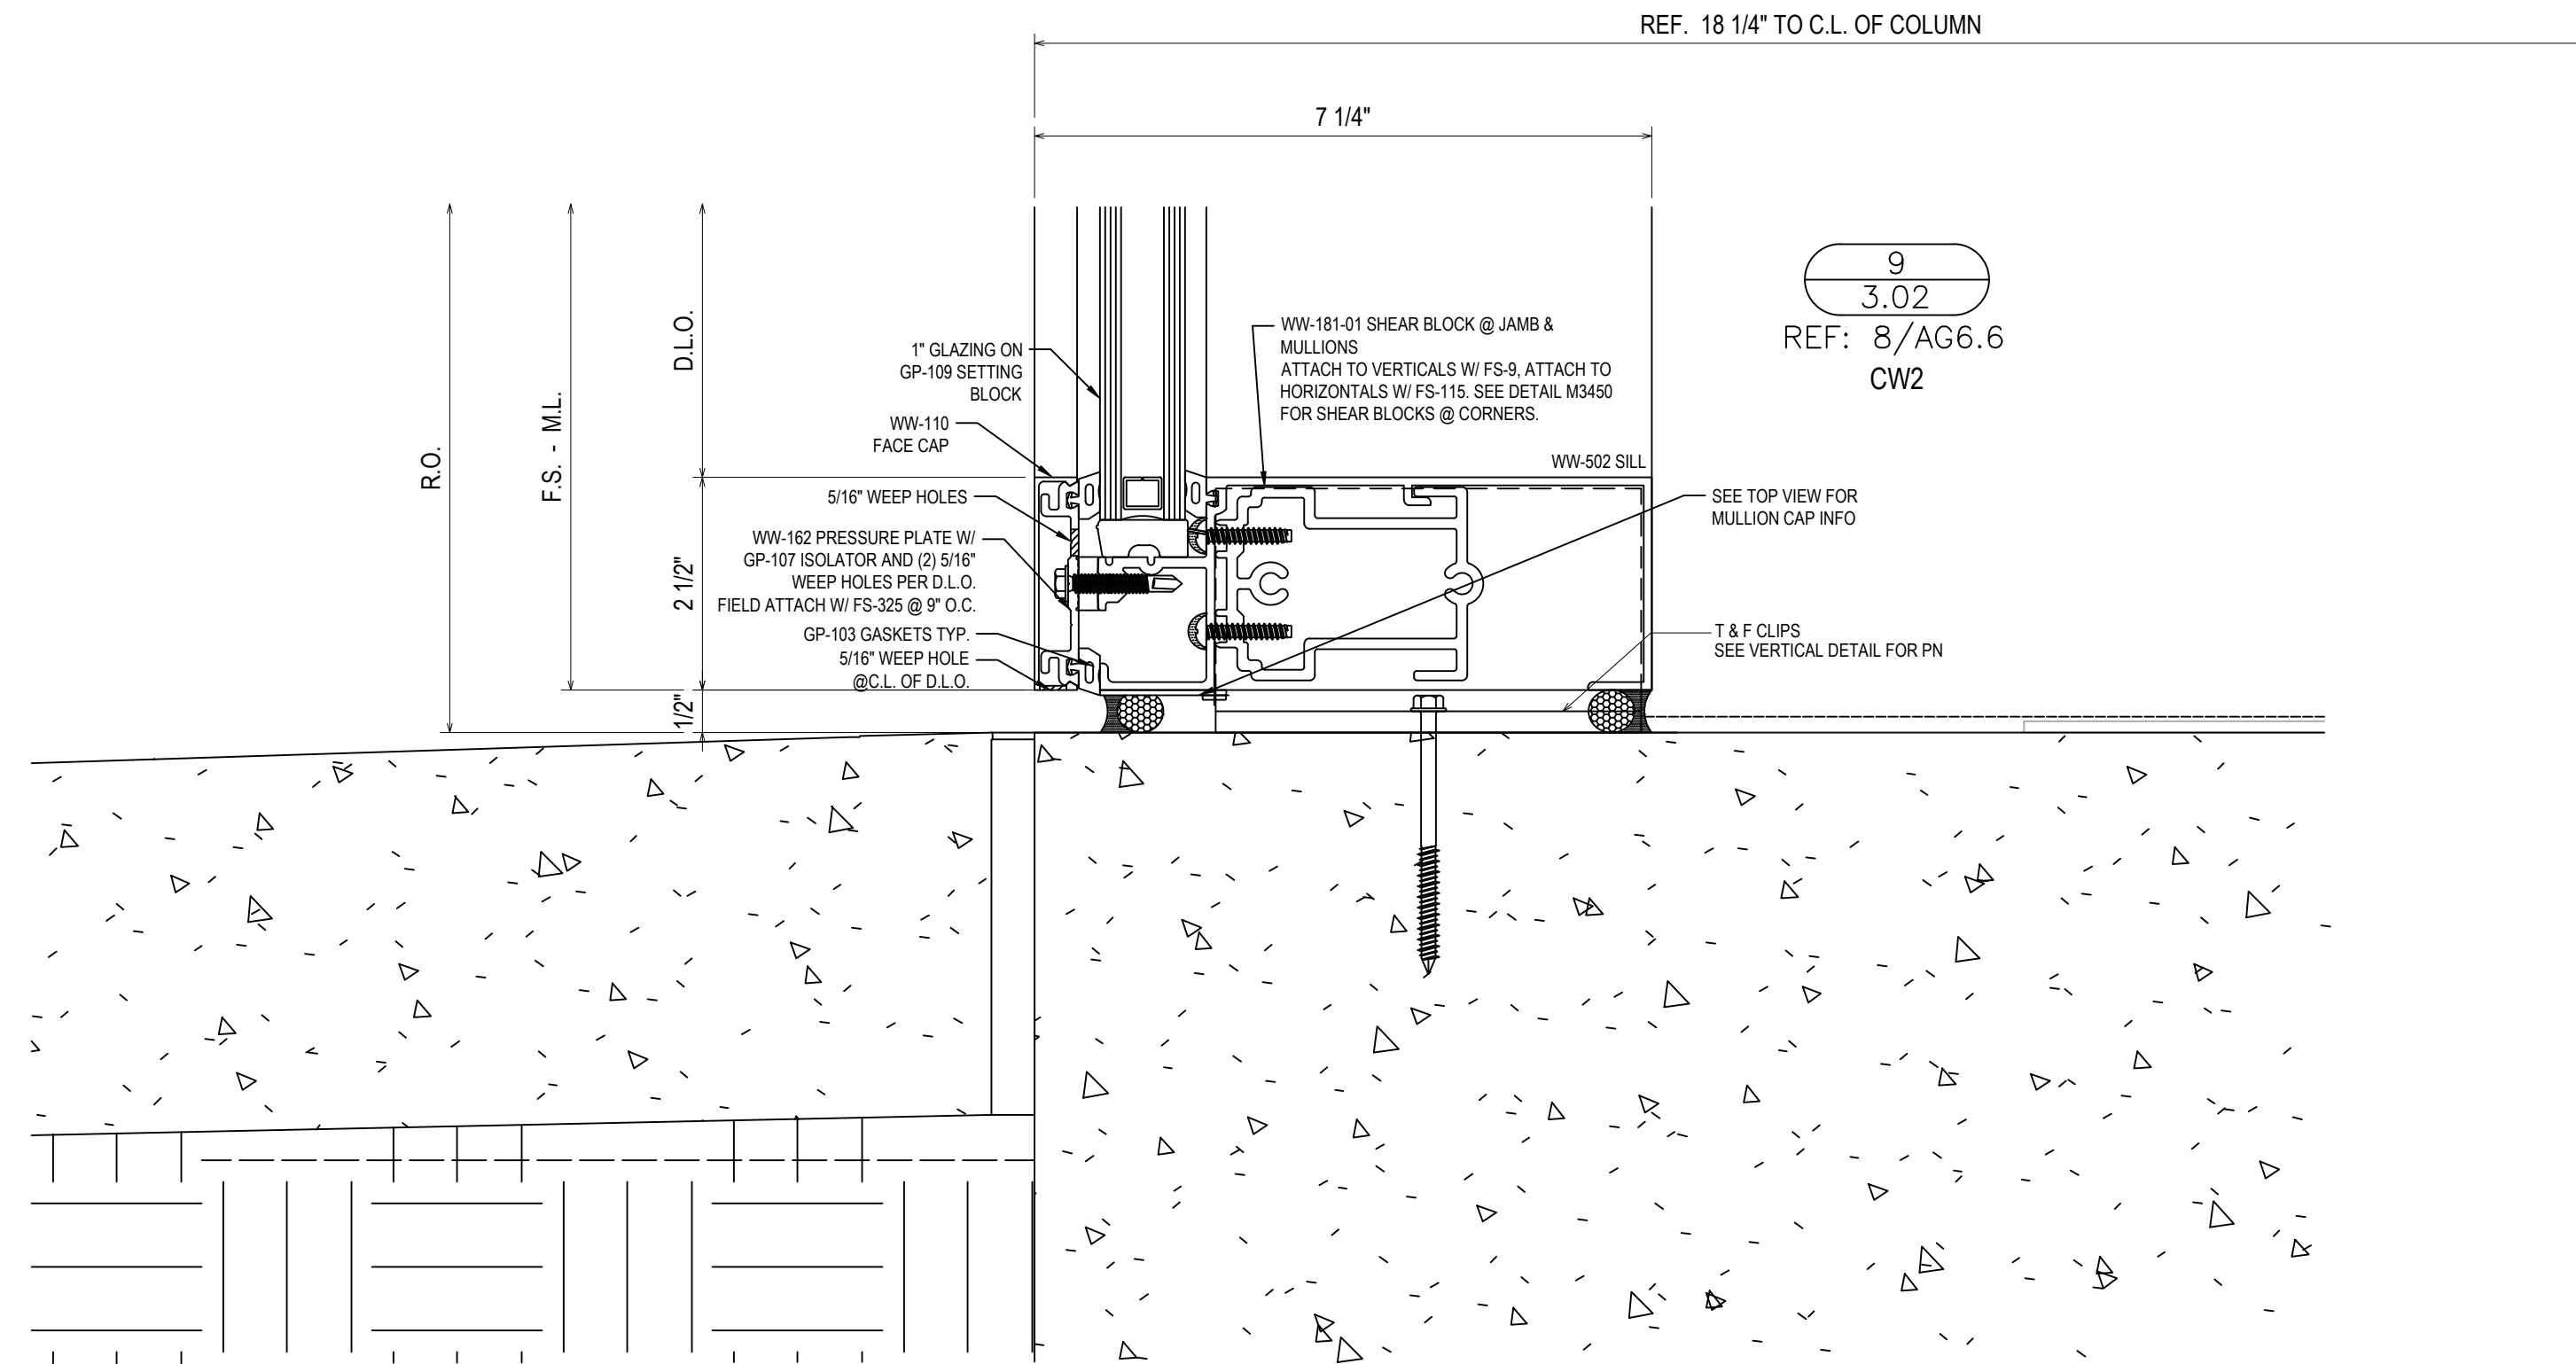 REF. 18 1/4" TO C.L. OF COLUMN
7 1/4"
R.O.
F.S. - M.L.
D.L.O.
2 1/2"
1/2"
1" GLAZING ON
GP-109 SETTING
BLOCK
WW-110
FACE CAP
5/16" WEEP HOLES
WW-162 PRESSURE PLATE W/
GP-107 ISOLATOR AND (2) 5/16"
WEEP HOLES PER D.L.O.
FIELD ATTACH W/ FS-325 @ 9" O.C.
GP-103 GASKETS TYP.
5/16" WEEP HOLE
@C.L. OF D.L.O.
WW-181-01 SHEAR BLOCK @ JAMB &
MULLIONS
ATTACH TO VERTICALS W/ FS-9, ATTACH TO
HORIZONTALS W/ FS-115. SEE DETAIL M3450
FOR SHEAR BLOCKS @ CORNERS.
WW-502 SILL
SEE TOP VIEW FOR
MULLION CAP INFO
T & F CLIPS
SEE VERTICAL DETAIL FOR PN
9
3.02
REF: 8/AG6.6
CW2